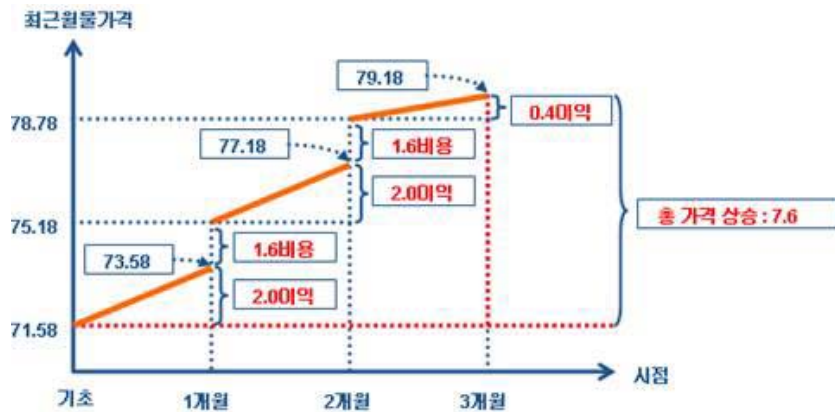 최근월물가격
79.18
0.4이익
78.78
77.18
1.6비용
2.0이익
총 가격 상승 : 7.6
75.18
73.58
1.6비용
2.0이익
71.58
시점
기초
1개월
2개월
3개월